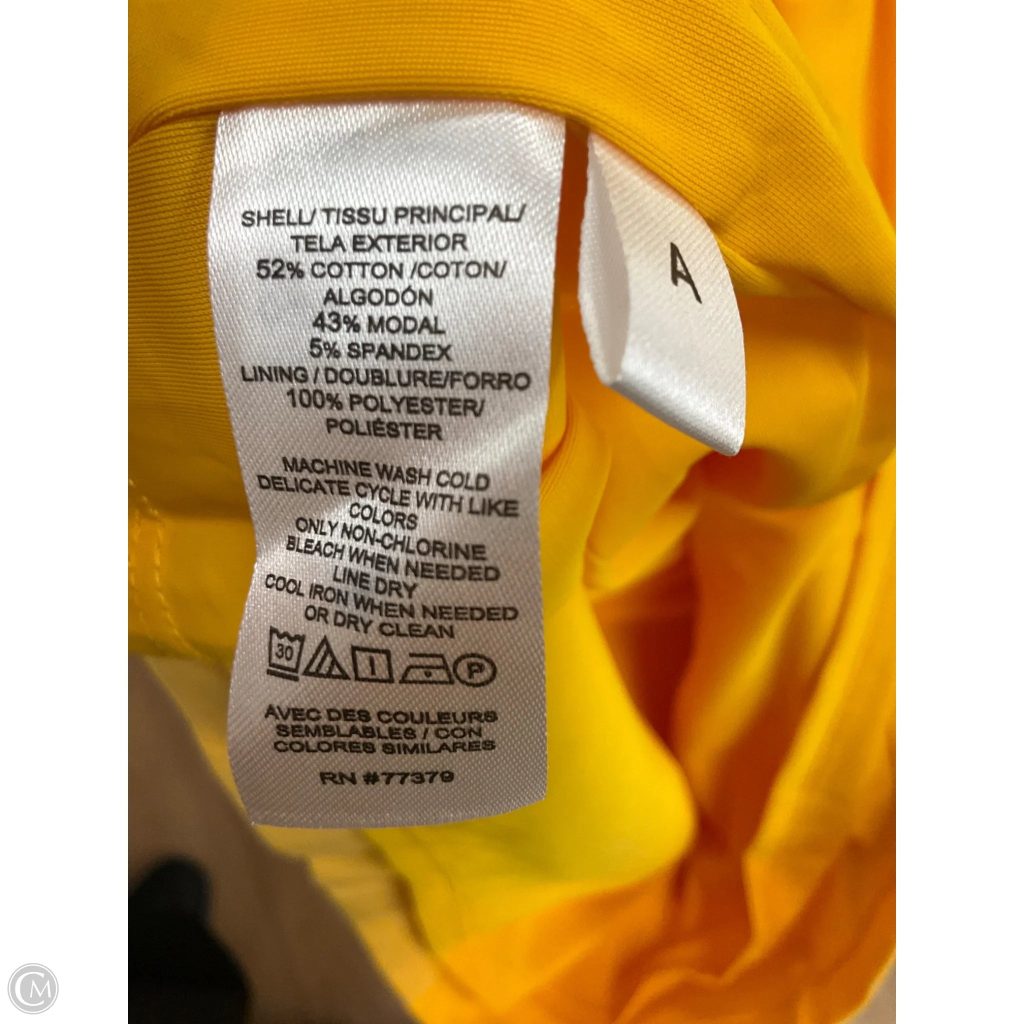 SHELL/ TISSU PRINCIPAL/
TELA EXTERIOR
52% COTTON /COTON/
ALGODÓN
43% MODAL
5% SPANDEX
LINING / DOUBLURE/FORRO
100% POLYESTER/
POLIÉSTER
MACHINE WASH COLD
DELICATE CYCLE WITH LIKE
COLORS
ONLY NON-CHLORINE
BLEACH WHEN NEEDED
LINE DRY
COOL IRON WHEN NEEDED
OR DRY CLEAN
30 P
AVEC DES COULEURS
SEMBLABLES / CON
COLORES SIMILARES
RN #77379
A
CM